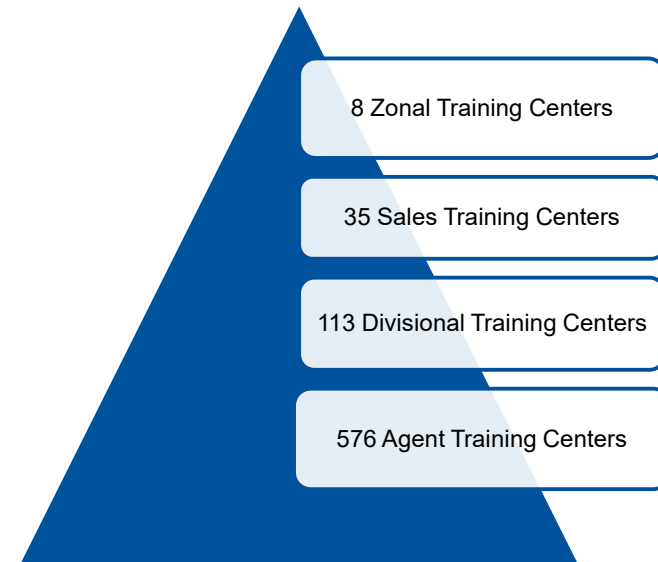 8 Zonal Training Centers
35 Sales Training Centers
113 Divisional Training Centers
576 Agent Training Centers